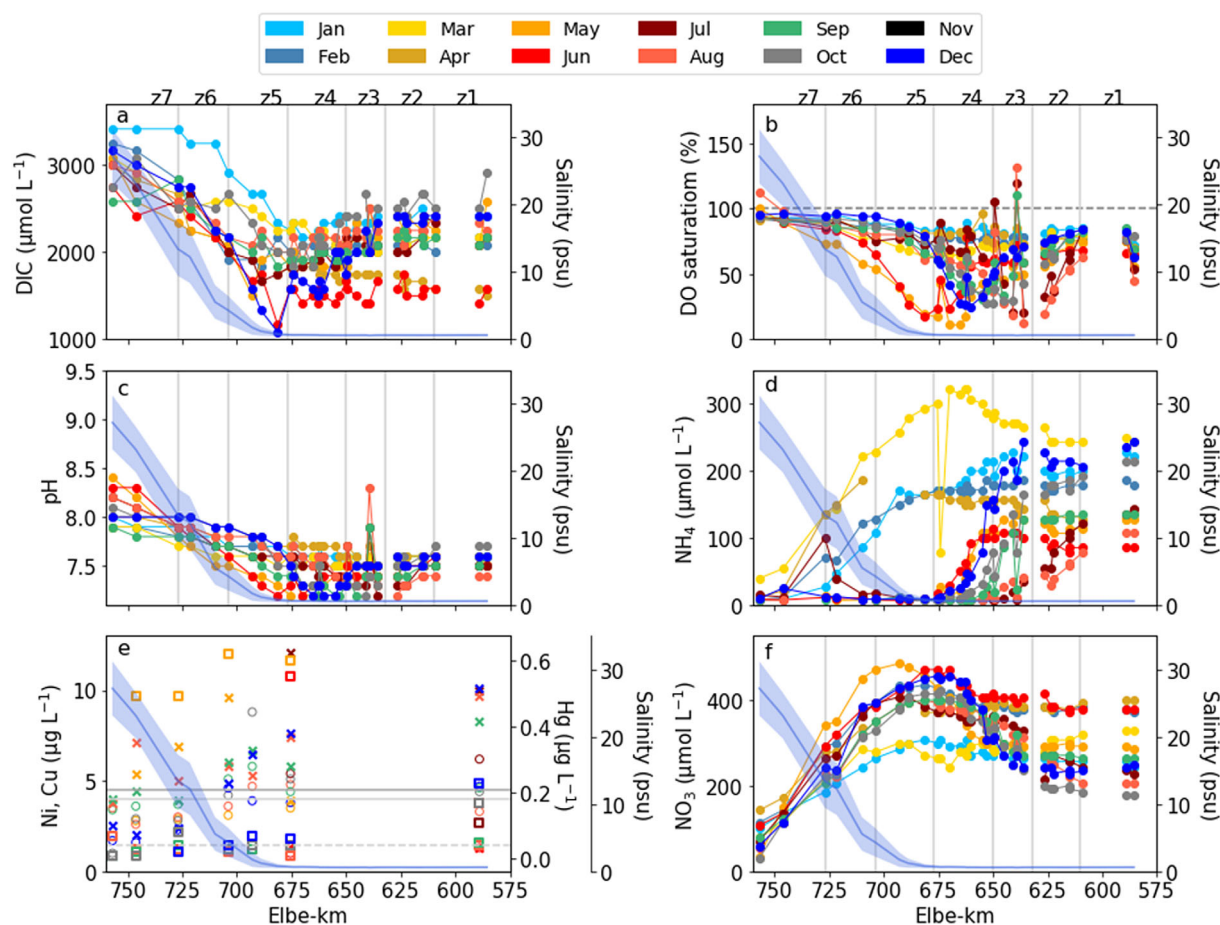 Jan Mar May Jul Sep Nov
Feb Apr Jun Aug Oct Dec
z7 z6 z5 z4 z3 z2 z1
a
DIC (μmol L⁻¹)
3000
2000
1000
30
20
10
0
Salinity (psu)
z7 z6 z5 z4 z3 z2 z1
b
DO saturatiom (%)
150
100
50
0
30
20
10
0
Salinity (psu)
c
pH
9.5
9.0
8.5
8.0
7.5
30
20
10
0
Salinity (psu)
d
NH₄ (μmol L⁻¹)
300
200
100
0
30
20
10
0
Salinity (psu)
e
Ni, Cu (μg L⁻¹)
10
5
0
0.6
0.4
0.2
0.0
Hg (μg L⁻¹)
30
20
10
0
Salinity (psu)
750 725 700 675 650 625 600 575
Elbe-km
f
NO₃ (μmol L⁻¹)
400
200
0
30
20
10
0
Salinity (psu)
750 725 700 675 650 625 600 575
Elbe-km